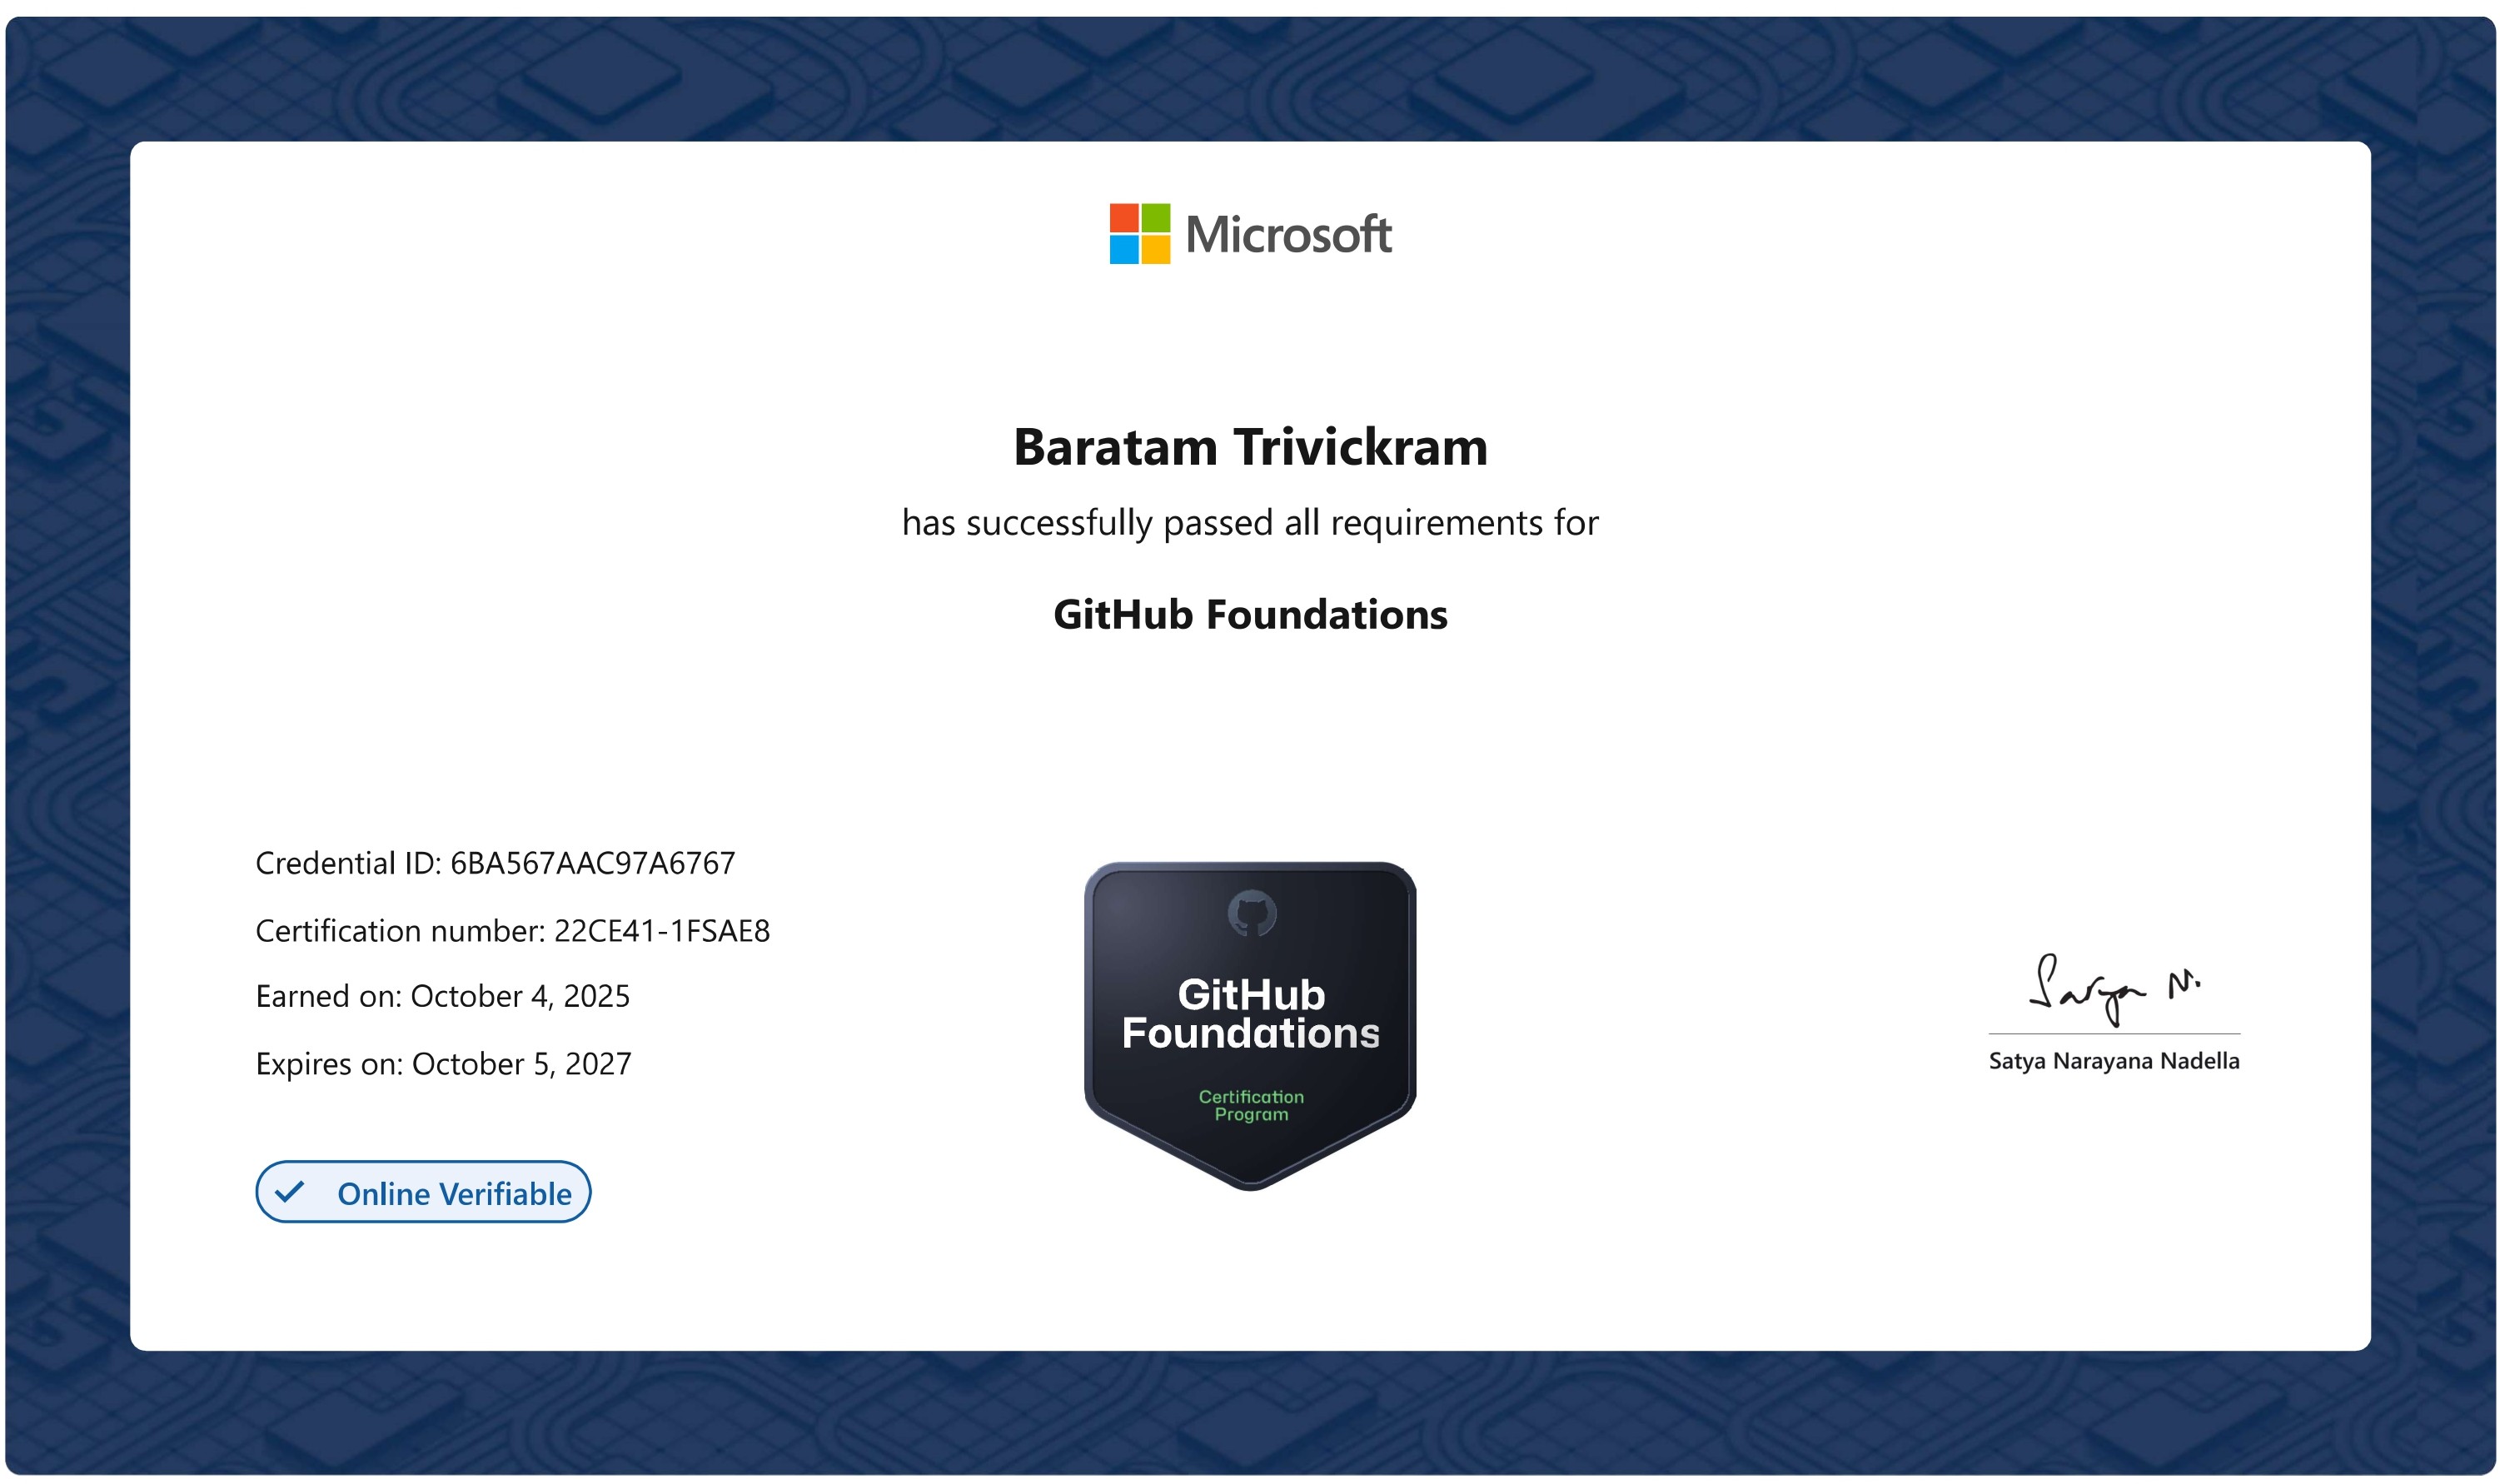 Microsoft
Baratam Trivickram
has successfully passed all requirements for
GitHub Foundations
Credential ID: 6BA567AAC97A6767
Certification number: 22CE41-1FSAE8
Earned on: October 4, 2025
Expires on: October 5, 2027
Online Verifiable
GitHub
Foundations
Certification
Program
Satya N.
Satya Narayana Nadella